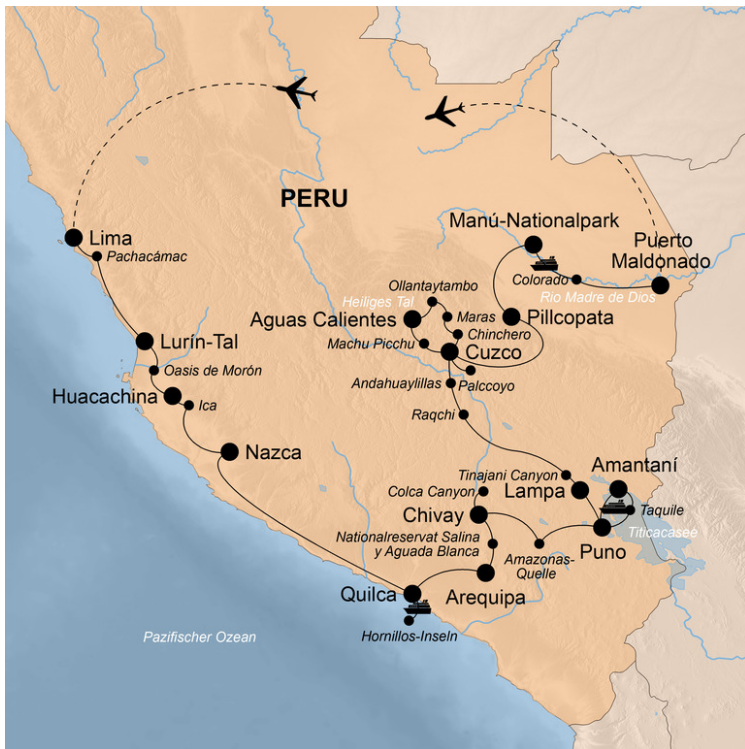 PERU
Manú-Nationalpark
Lima
Pachacámac
Puerto
Maldonado
Colorado
Rio Madre de Dios
Ollantaytambo
Heiliges Tal
Aguas Calientes
Maras
Pillcopata
Chinchero
Machu Picchu
Lurín-Tal
Cuzco
Oasis de Morón
Andahuaylillas
Palccoyo
Huacachina
Ica
Raqchi
Nazca
Tinajani Canyon
Amantaní
Colca Canyon
Lampa
Taquile
Chivay
Titicacasee
Nationalreservat Salina
y Aguada Blanca
Puno
Amazonas-
Quelle
Quilca
Arequipa
Hornillos-Inseln
Pazifischer Ozean